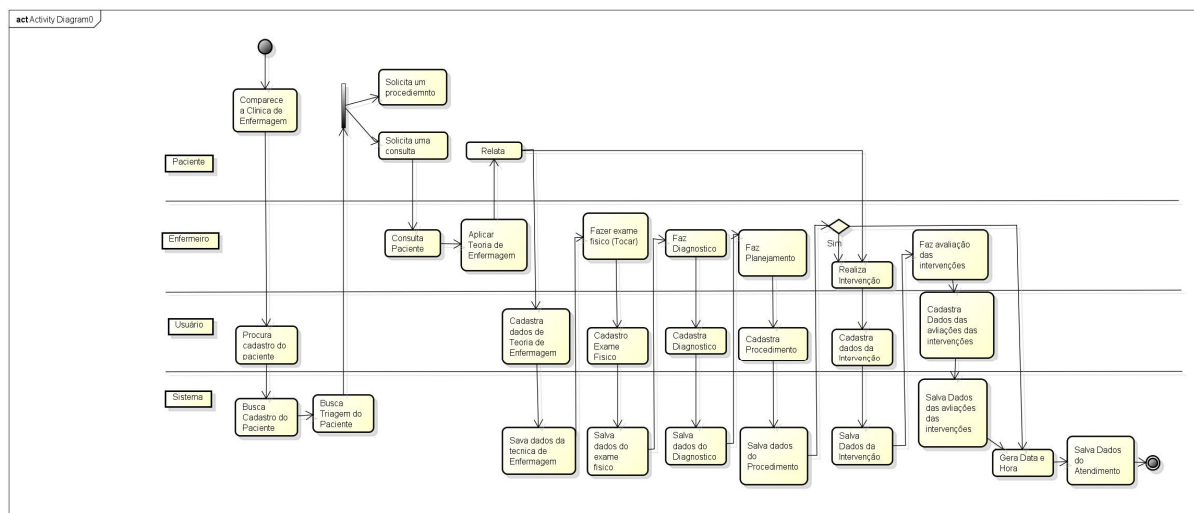 act Activity Diagram0
Comparece
a Clinica de
Enfermagem
Solicita um
procediemnto
Solicita uma
consulta
Relata
Paciente
Enfermeiro
Consulta
Paciente
Aplicar
Teoria de
Enfermagem
Fazer exame
fisico (Tocar)
Faz
Diagnostico
Faz
Planejamento
Sim
Realiza
Intervenção
Faz avaliação
das
intervenções
Usuário
Procura
cadastro do
paciente
Cadastra
dados de
Teoria de
Enfermagem
Cadastro
Exame
Fisico
Cadastra
Diagnostico
Cadastra
Procedimento
Cadastra
dados da
Intervenção
Cadastra
Dados das
avliações das
intervenções
Sistema
Busca
Cadastro do
Paciente
Busca
Triagem do
Paciente
Sava dados da
tecnica de
Enfermagem
Salva
dados do
exame
fisico
Salva
dados do
Diagnostico
Salva dados
do
Procedimento
Salva
Dados da
Intervenção
Salva Dados
das avliações
das
intervenções
Gera Data e
Hora
Salva Dados
do
Atendimento